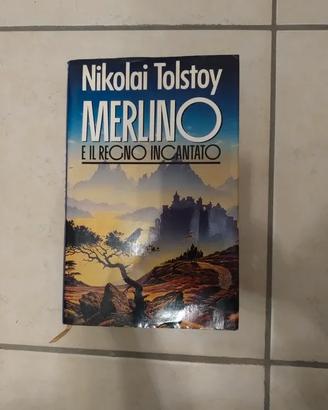 Nikolai Tolstoy
MERLINO
E IL REGNO INCANTATO